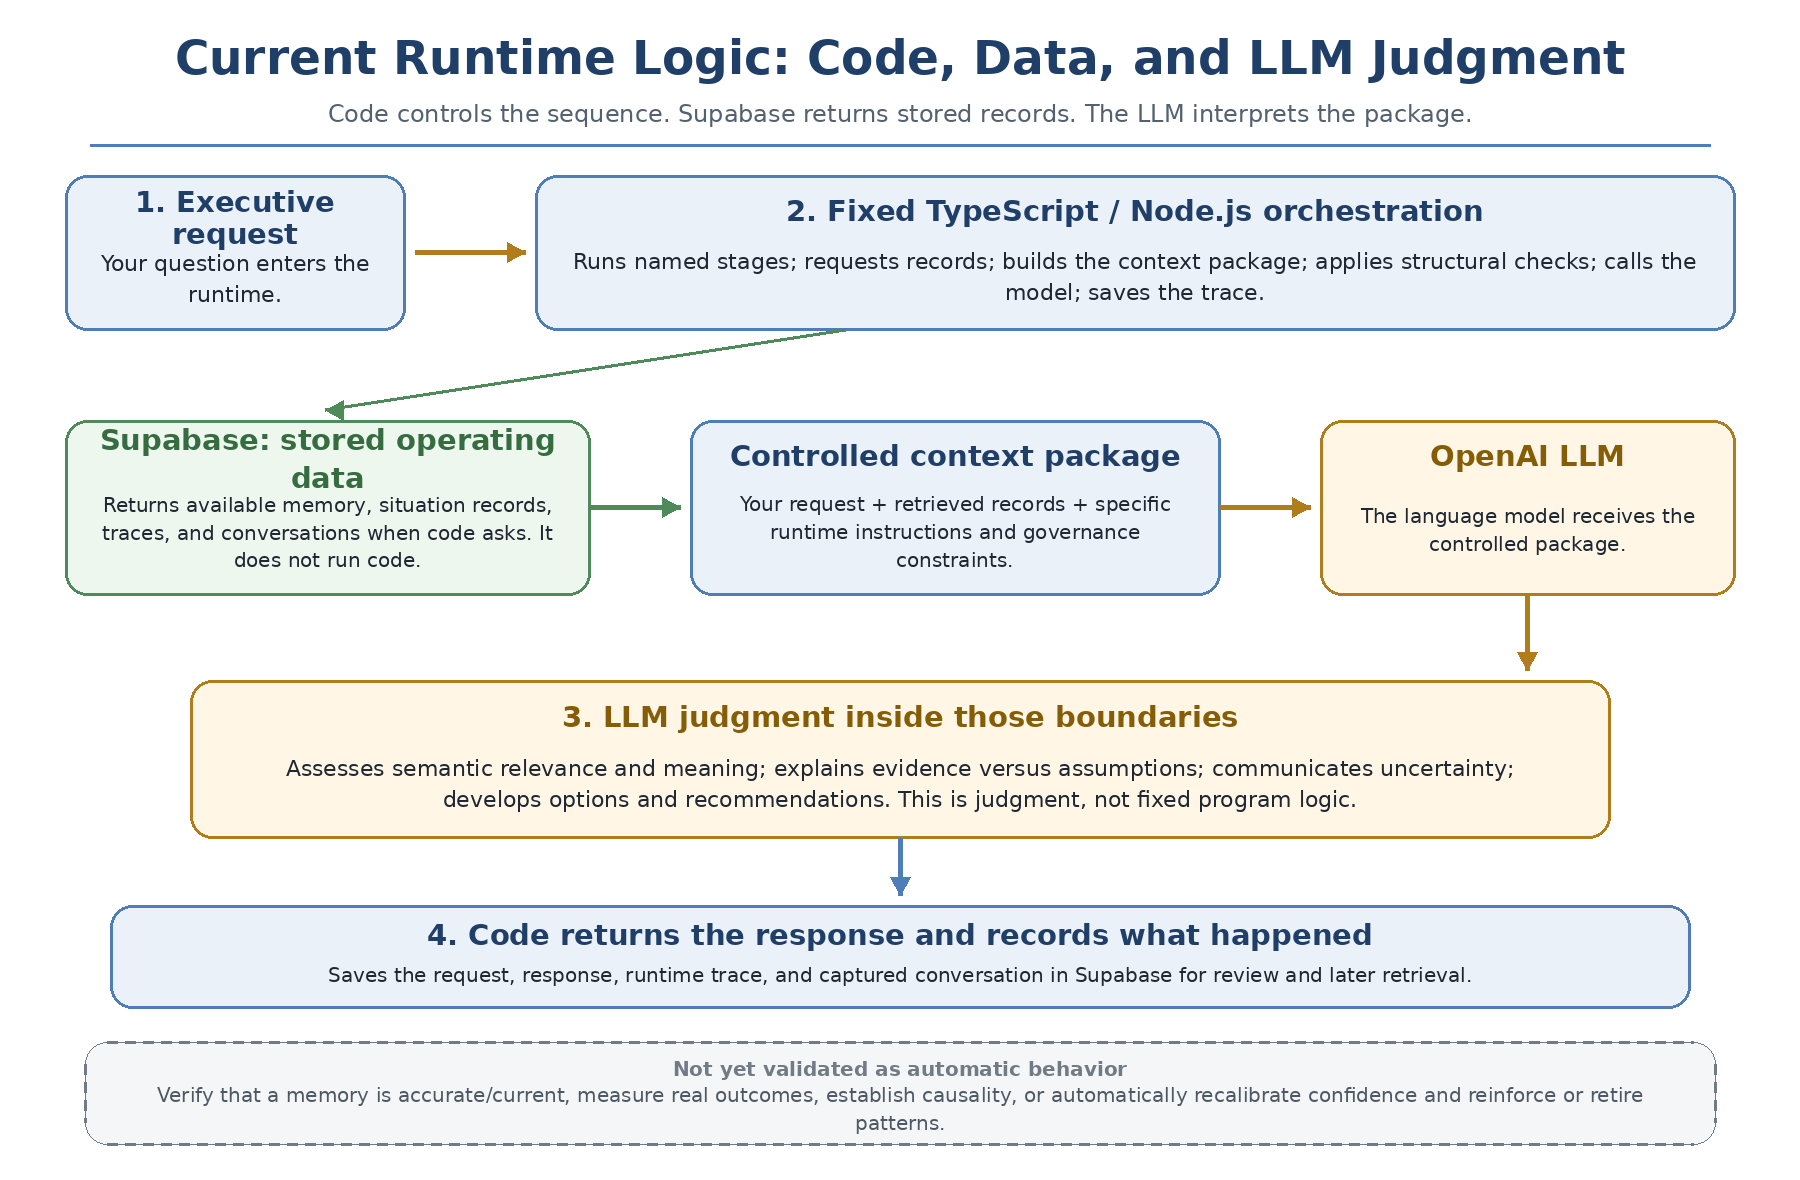 Current Runtime Logic: Code, Data, and LLM Judgment
Code controls the sequence. Supabase returns stored records. The LLM interprets the package.
1. Executive
request
Your question enters the
runtime.
2. Fixed TypeScript / Node.js orchestration
Runs named stages; requests records; builds the context package; applies structural checks; calls the
model; saves the trace.
Supabase: stored operating
data
Returns available memory, situation records,
traces, and conversations when code asks. It
does not run code.
Controlled context package
Your request + retrieved records + specific
runtime instructions and governance
constraints.
OpenAI LLM
The language model receives the
controlled package.
3. LLM judgment inside those boundaries
Assesses semantic relevance and meaning; explains evidence versus assumptions; communicates uncertainty;
develops options and recommendations. This is judgment, not fixed program logic.
4. Code returns the response and records what happened
Saves the request, response, runtime trace, and captured conversation in Supabase for review and later retrieval.
Not yet validated as automatic behavior
Verify that a memory is accurate/current, measure real outcomes, establish causality, or automatically recalibrate confidence and reinforce or retire
patterns.